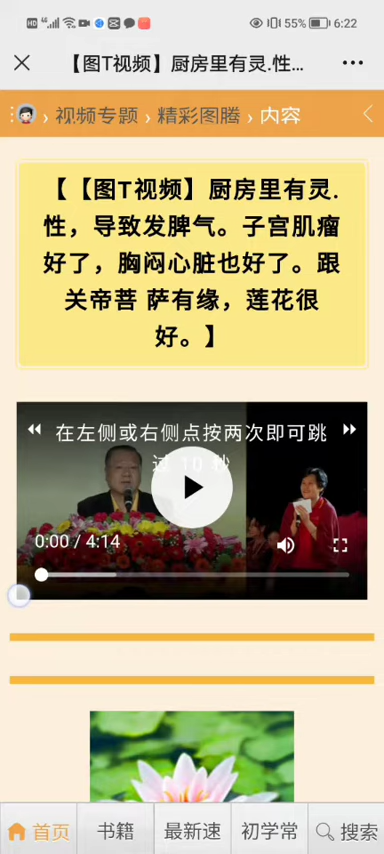 HD 4G 55% 6:22
【图T视频】厨房里有灵.性...
› 视频专题 › 精彩图腾 › 内容
【【图T视频】厨房里有灵.
性，导致发脾气。子宫肌瘤
好了，胸闷心脏也好了。跟
关帝菩 萨有缘，莲花很
好。】
在左侧或右侧点按两次即可跳
过 10 秒
0:00 / 4:14
首页 书籍 最新速 初学常 搜索